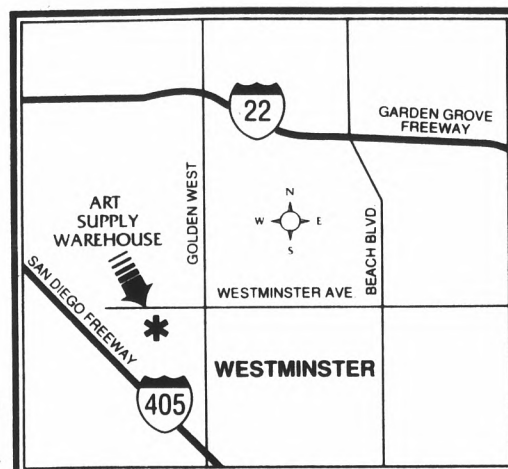 22
GARDEN GROVE
FREEWAY
ART
SUPPLY
WAREHOUSE
GOLDEN WEST
N
W E
S
BEACH BLVD.
SAN DIEGO FREEWAY
WESTMINSTER AVE.
WESTMINSTER
405